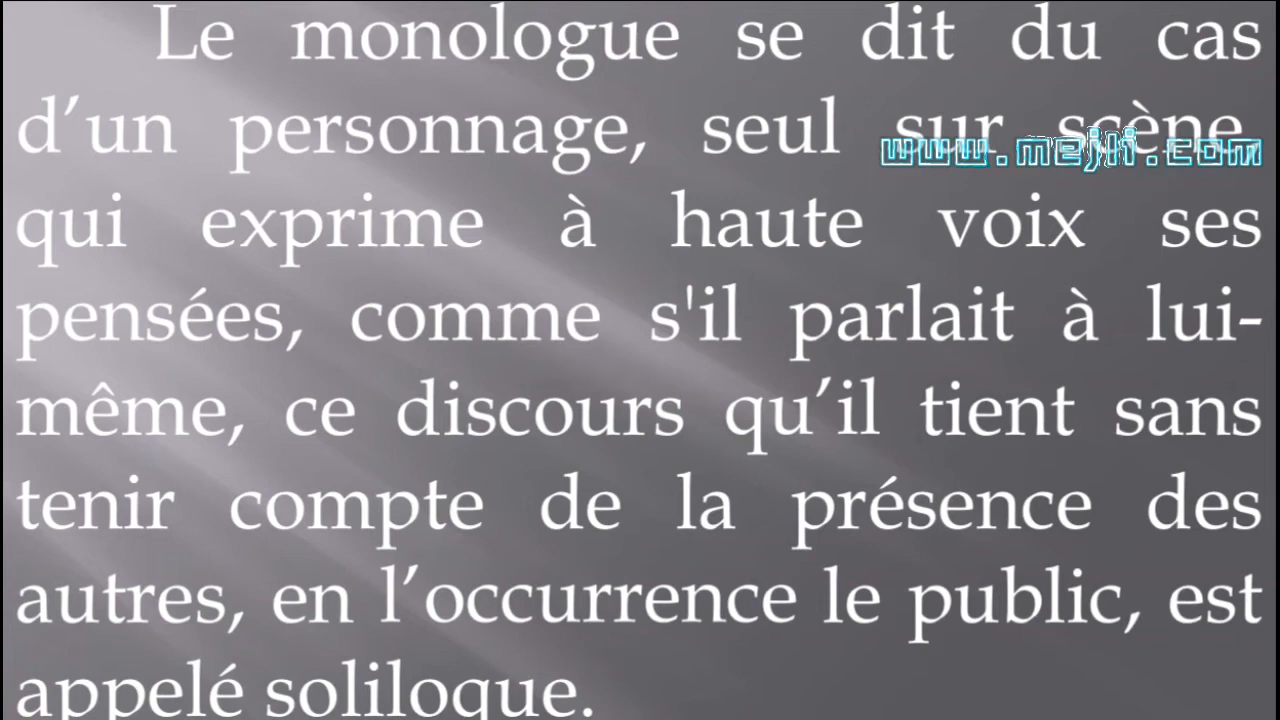 Le monologue se dit du cas
d’un personnage, seul sur scène,
www.mejli.com
qui exprime à haute voix ses
pensées, comme s'il parlait à lui-
même, ce discours qu’il tient sans
tenir compte de la présence des
autres, en l’occurrence le public, est
appelé soliloque.